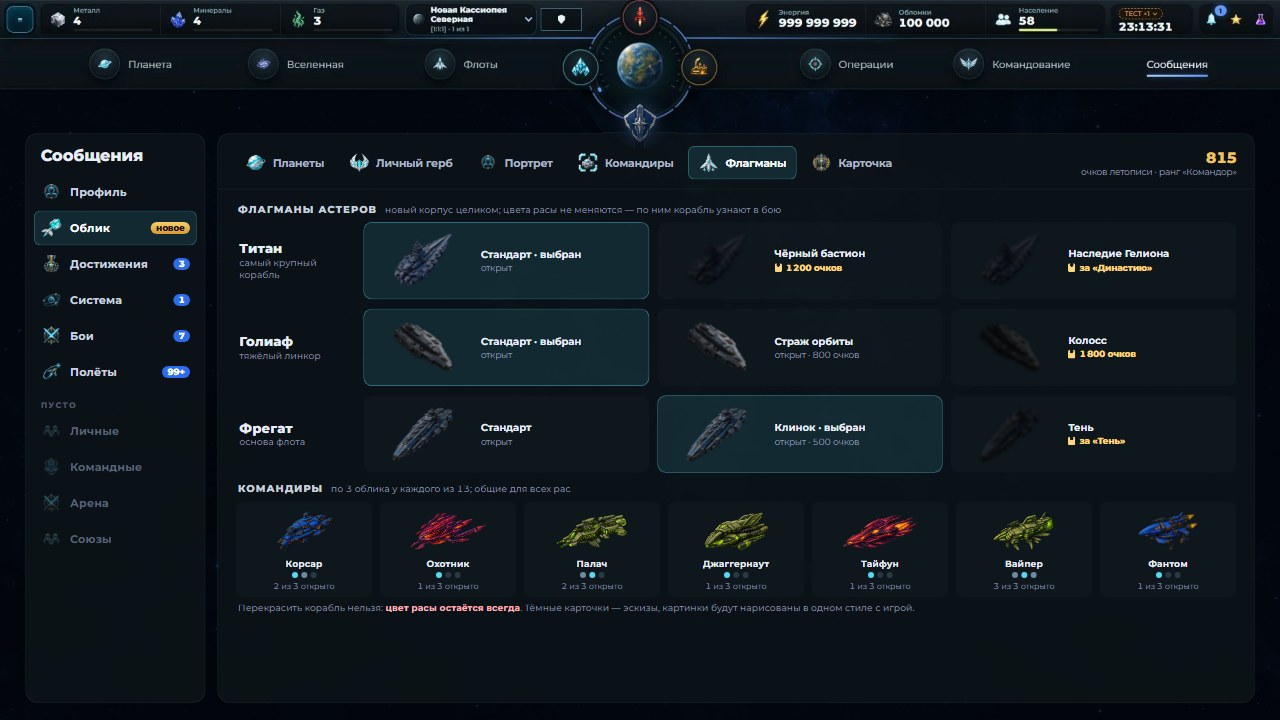 Металл
4
Минералы
4
Газ
3
Новая Кассиопея
Северная
[1:1:1] · 1 из 1
Энергия
999 999 999
Обломки
100 000
Население
58
ТЕСТ ×1
23:13:31
1
Планета
Вселенная
Флоты
Операции
Командование
Сообщения
Сообщения
Профиль
Облик
НОВОЕ
Достижения
3
Система
1
Бои
7
Полёты
99+
ПУСТО
Личные
Командные
Арена
Союзы
Планеты
Личный герб
Портрет
Командиры
Флагманы
Карточка
815
очков летописи · ранг «Командор»
ФЛАГМАНЫ АСТЕРОВ новый корпус целиком; цвета расы не меняются — по ним корабль узнают в бою
Титан
самый крупный
корабль
Стандарт · выбран
открыт
Чёрный бастион
1 200 очков
Наследие Гелиона
за «Династию»
Голиаф
тяжёлый линкор
Стандарт · выбран
открыт
Страж орбиты
открыт · 800 очков
Колосс
1 800 очков
Фрегат
основа флота
Стандарт
открыт
Клинок · выбран
открыт · 500 очков
Тень
за «Тень»
КОМАНДИРЫ по 3 облика у каждого из 13; общие для всех рас
Корсар
2 из 3 открыто
Охотник
1 из 3 открыто
Палач
2 из 3 открыто
Джаггернаут
1 из 3 открыто
Тайфун
1 из 3 открыто
Вайпер
3 из 3 открыто
Фантом
1 из 3 открыто
Перекрасить корабль нельзя: цвет расы остаётся всегда. Тёмные карточки — эскизы, картинки будут нарисованы в одном стиле с игрой.